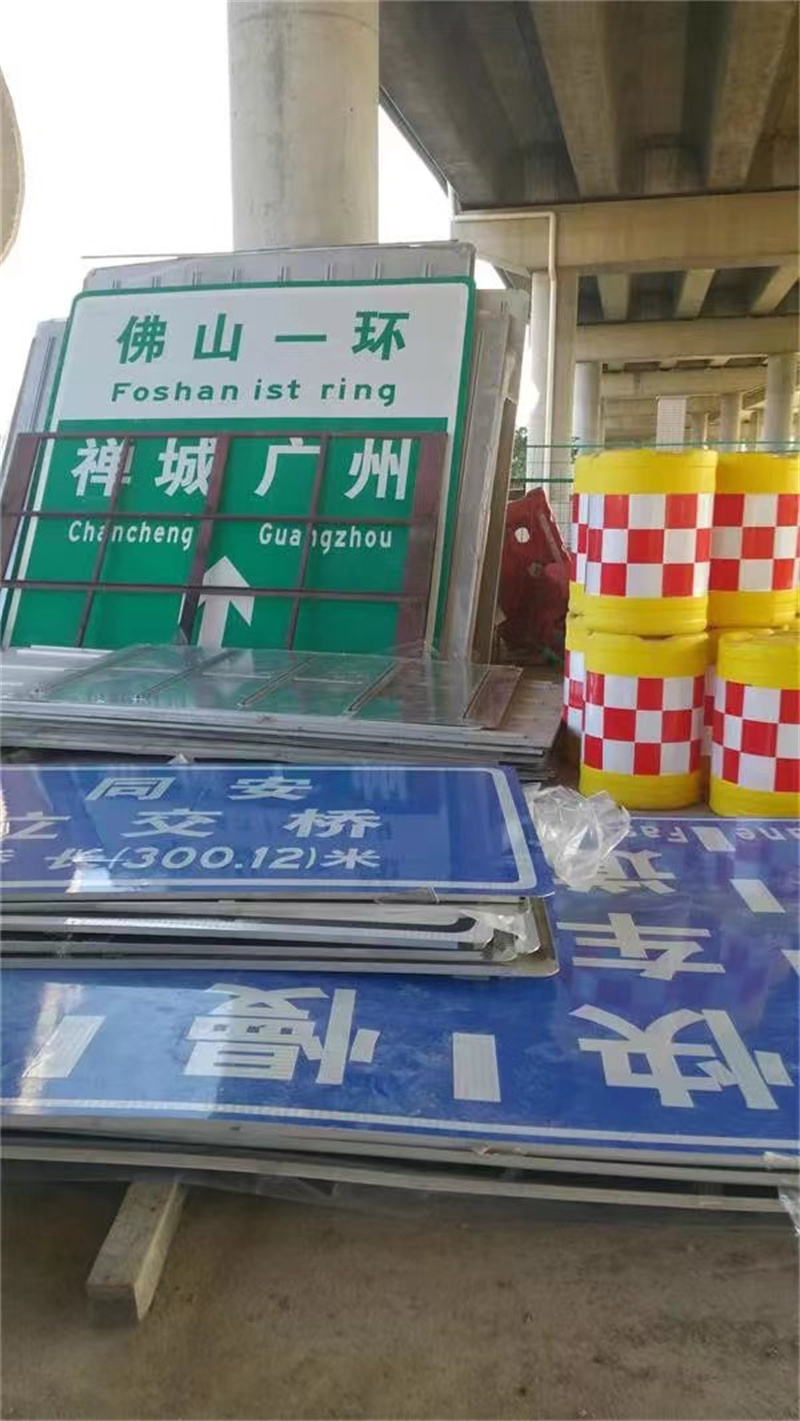 佛山一环
Foshan ist ring
禅城 广州
Chancheng Guangzhou
同安
立交桥
长(300.12)米
慢
快车道